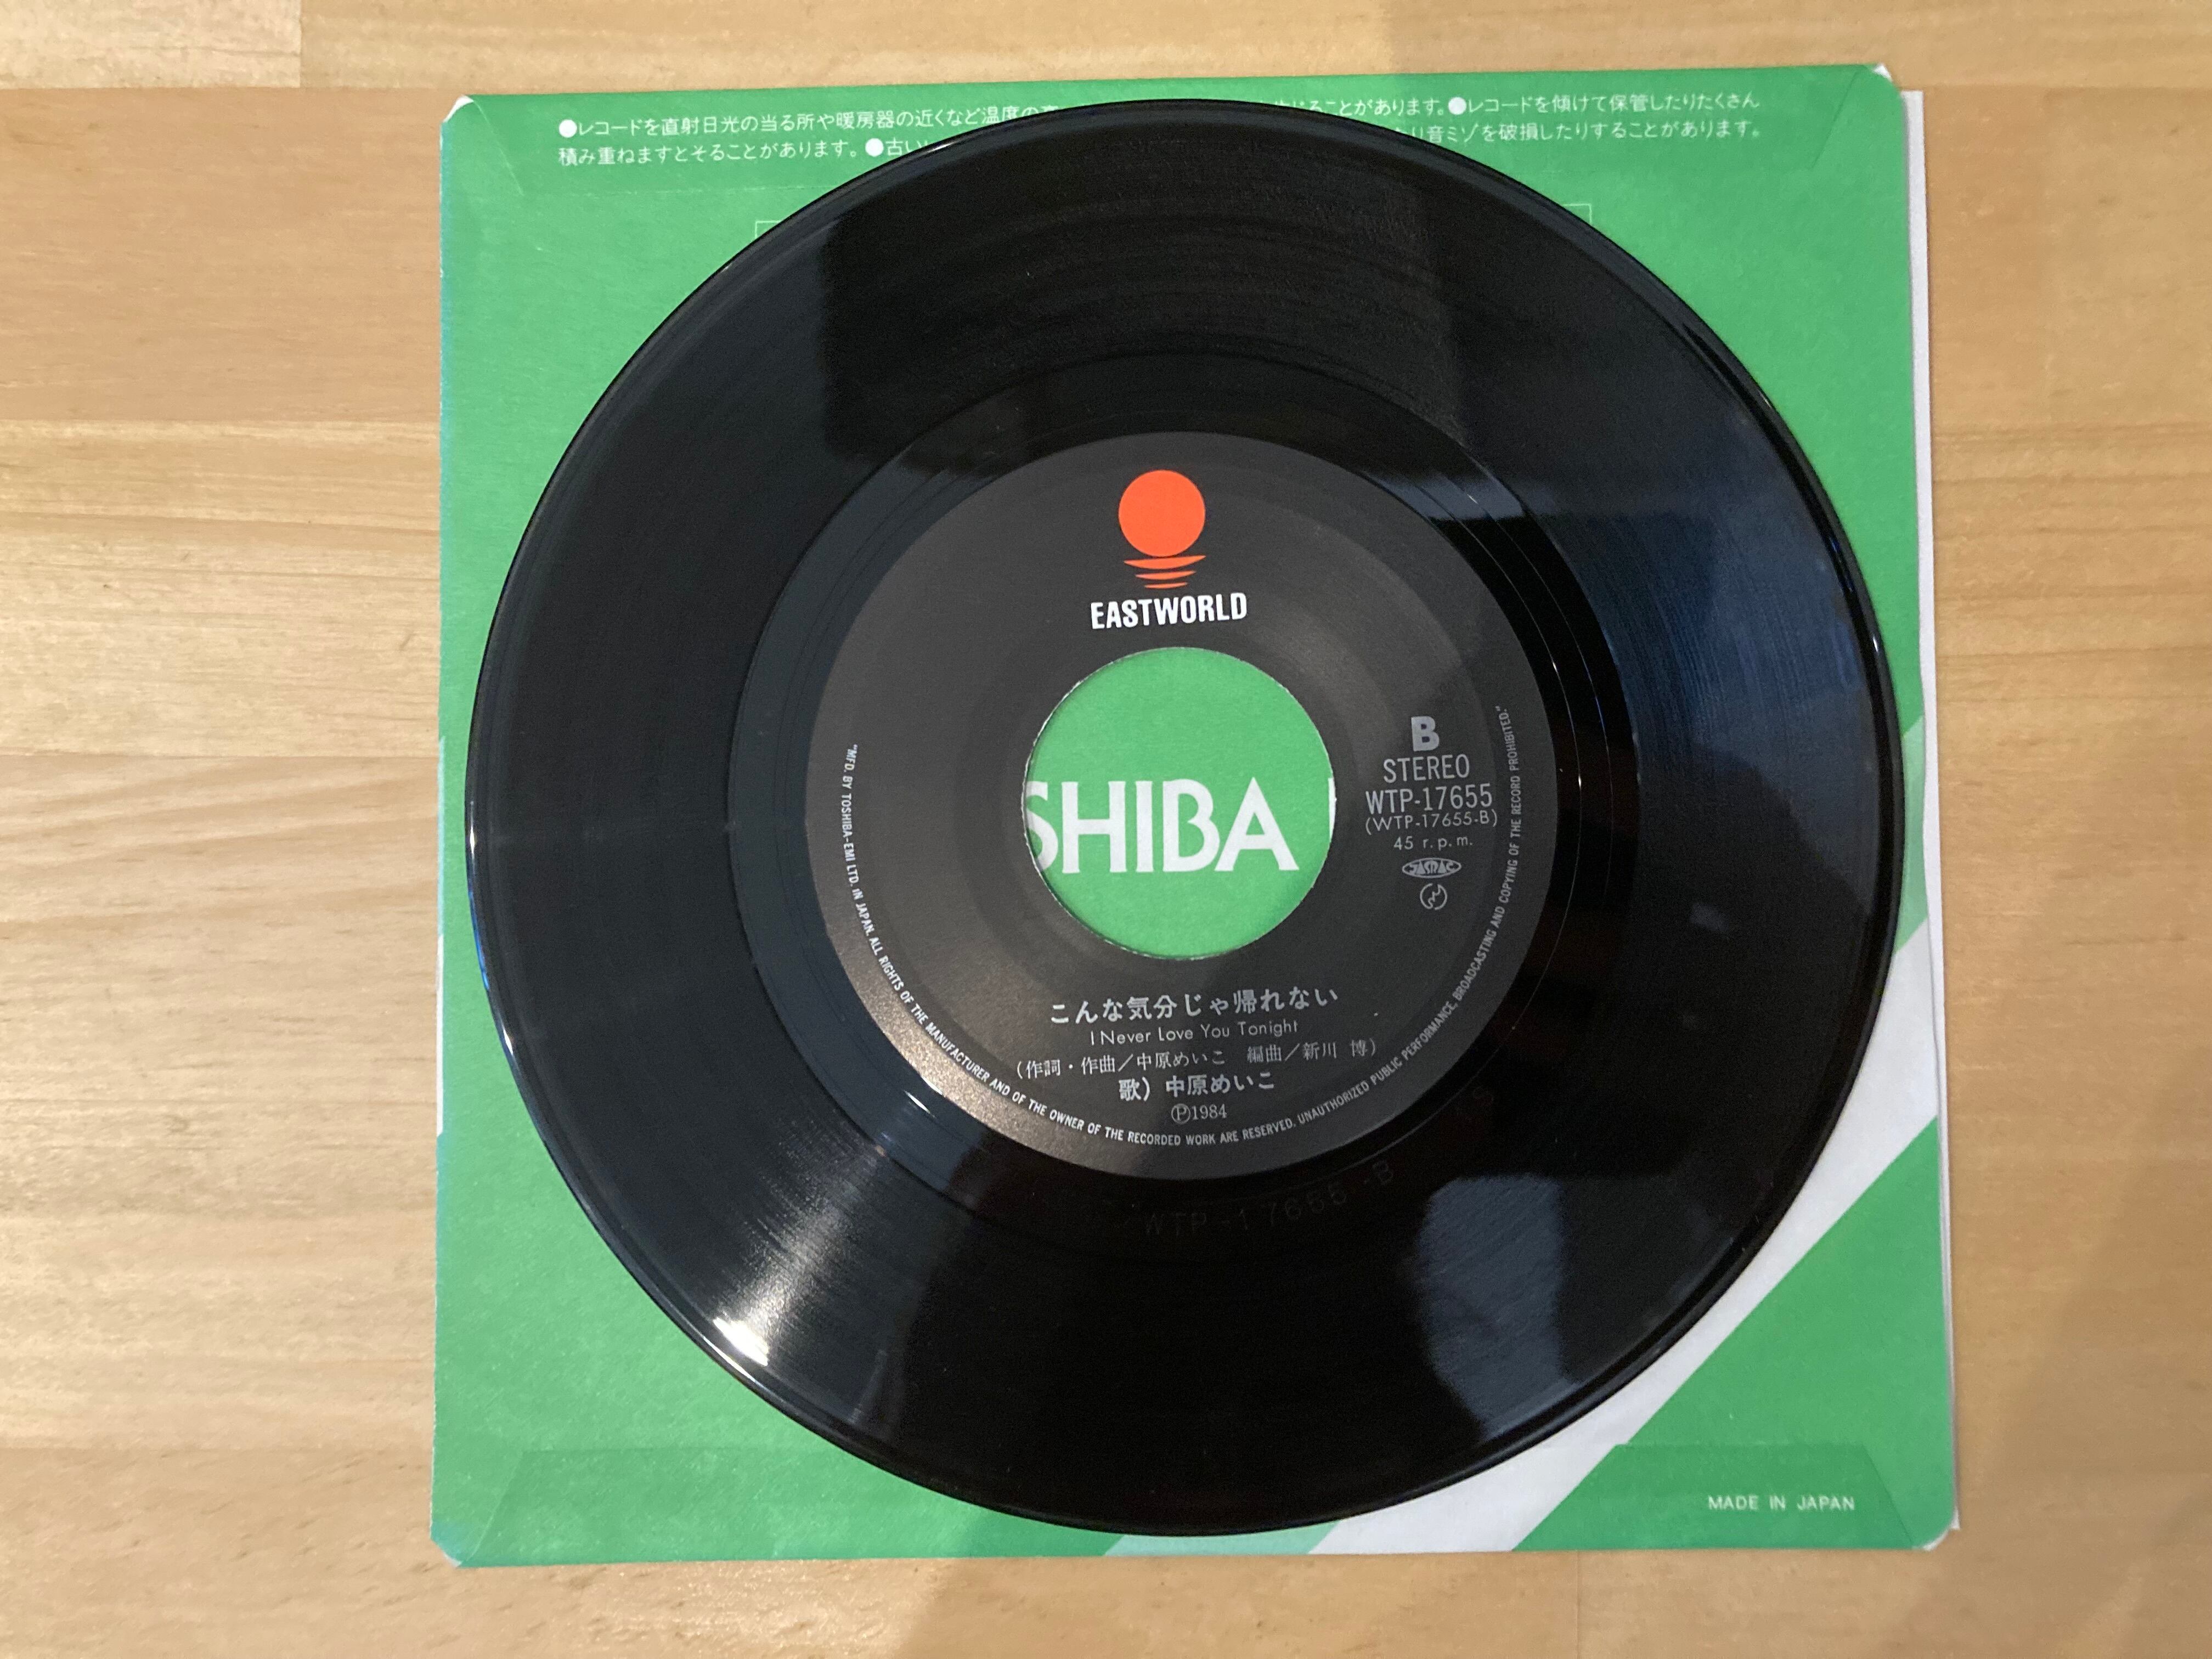 ●レコードを直射日光の当る所や暖房器の近くなど温度の
ることがあります。●レコードを傾けて保管したりたくさん
積み重ねますとそることがあります。●古い
り音ミゾを破損したりすることがあります。
EASTWORLD
SHIBA
B
STEREO
WTP-17655
(WTP-17655-B)
45 r.p.m.
JASRAC
こんな気分じゃ帰れない
I Never Love You Tonight
(作詞・作曲/中原めいこ 編曲/新川 博)
歌) 中原めいこ
Ⓟ1984
"MFD. BY TOSHIBA-EMI LTD. IN JAPAN. ALL RIGHTS OF THE MANUFACTURER AND OF THE OWNER OF THE RECORDED WORK ARE RESERVED. UNAUTHORIZED PUBLIC PERFORMANCE, BROADCASTING AND COPYING OF THE RECORD PROHIBITED."
WTP-17655-B
MADE IN JAPAN